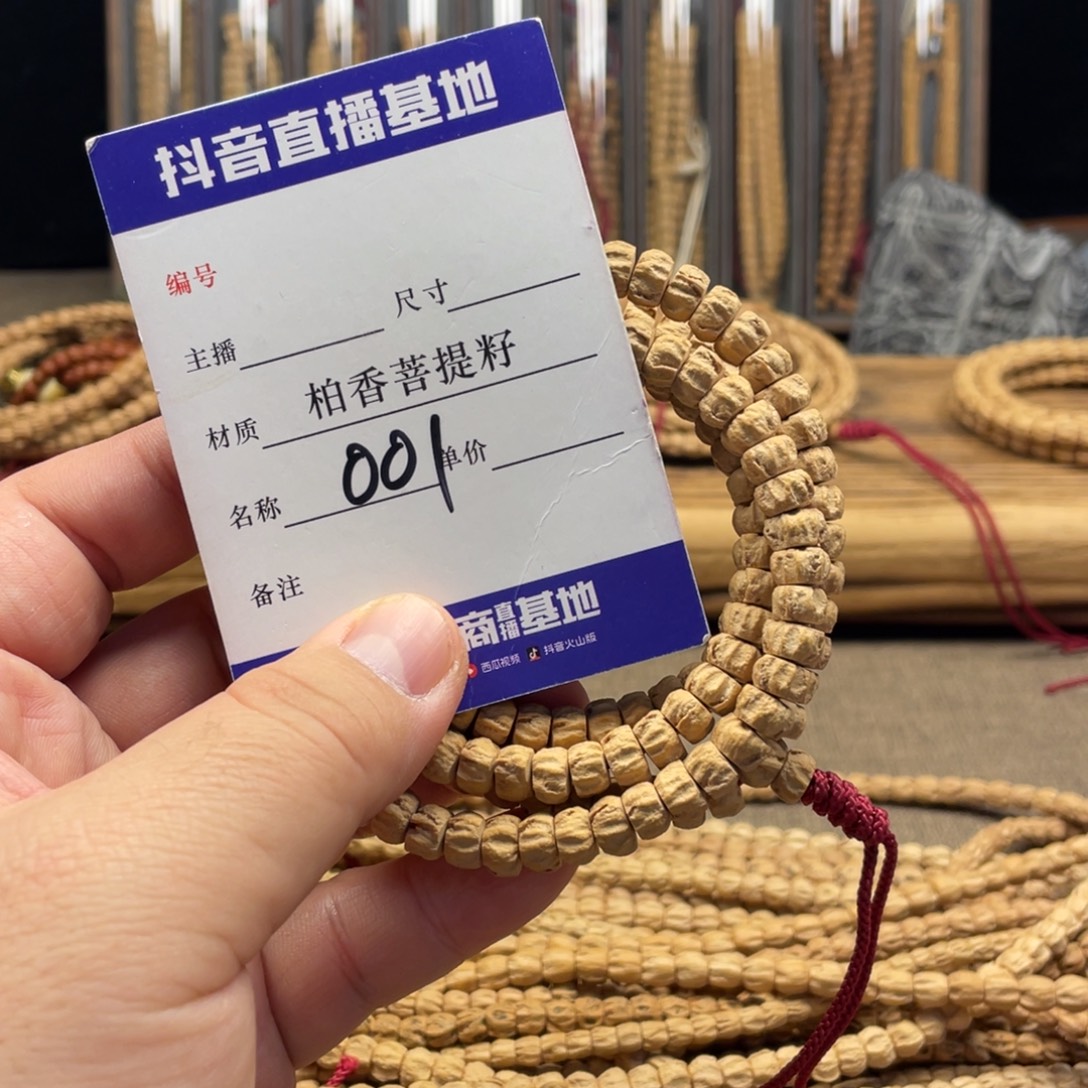 抖音直播基地
编号
主播 尺寸
材质 柏香菩提籽
名称 001 单价
备注
商直播基地
西瓜视频 抖音火山版